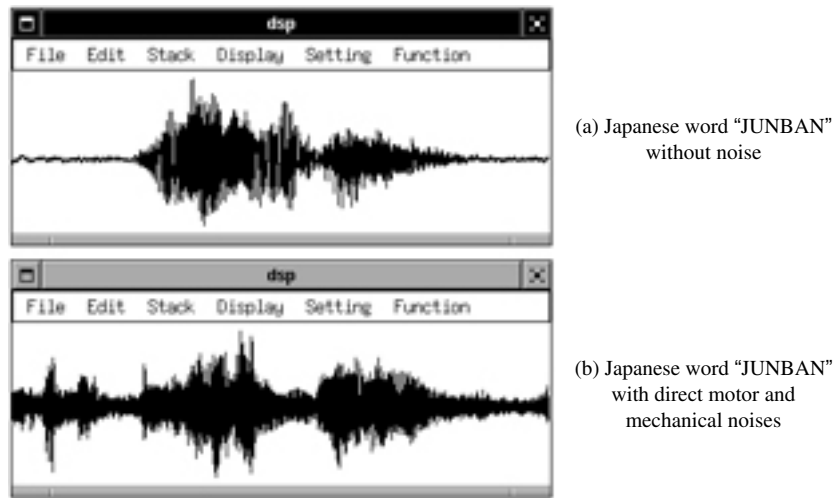 dsp
File Edit Stack Display Setting Function
(a) Japanese word “JUNBAN”
without noise
dsp
File Edit Stack Display Setting Function
(b) Japanese word “JUNBAN”
with direct motor and
mechanical noises